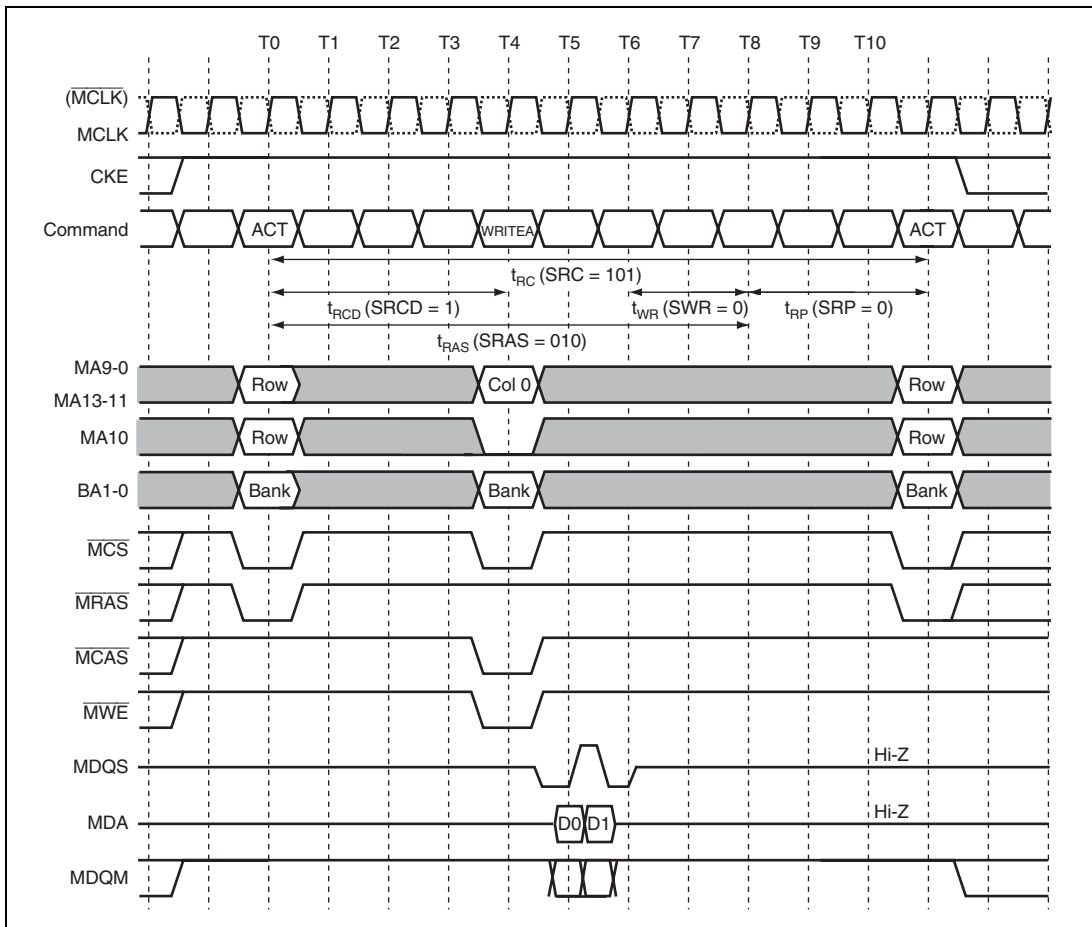 T0 T1 T2 T3 T4 T5 T6 T7 T8 T9 T10
(MCLK)
MCLK
CKE
Command ACT WRITEA ACT
tRC (SRC = 101)
tRCD (SRCD = 1) tWR (SWR = 0) tRP (SRP = 0)
tRAS (SRAS = 010)
MA9-0
MA13-11 Row Col 0 Row
MA10 Row Row
BA1-0 Bank Bank Bank
MCS
MRAS
MCAS
MWE
MDQS Hi-Z
MDA D0 D1 Hi-Z
MDQM